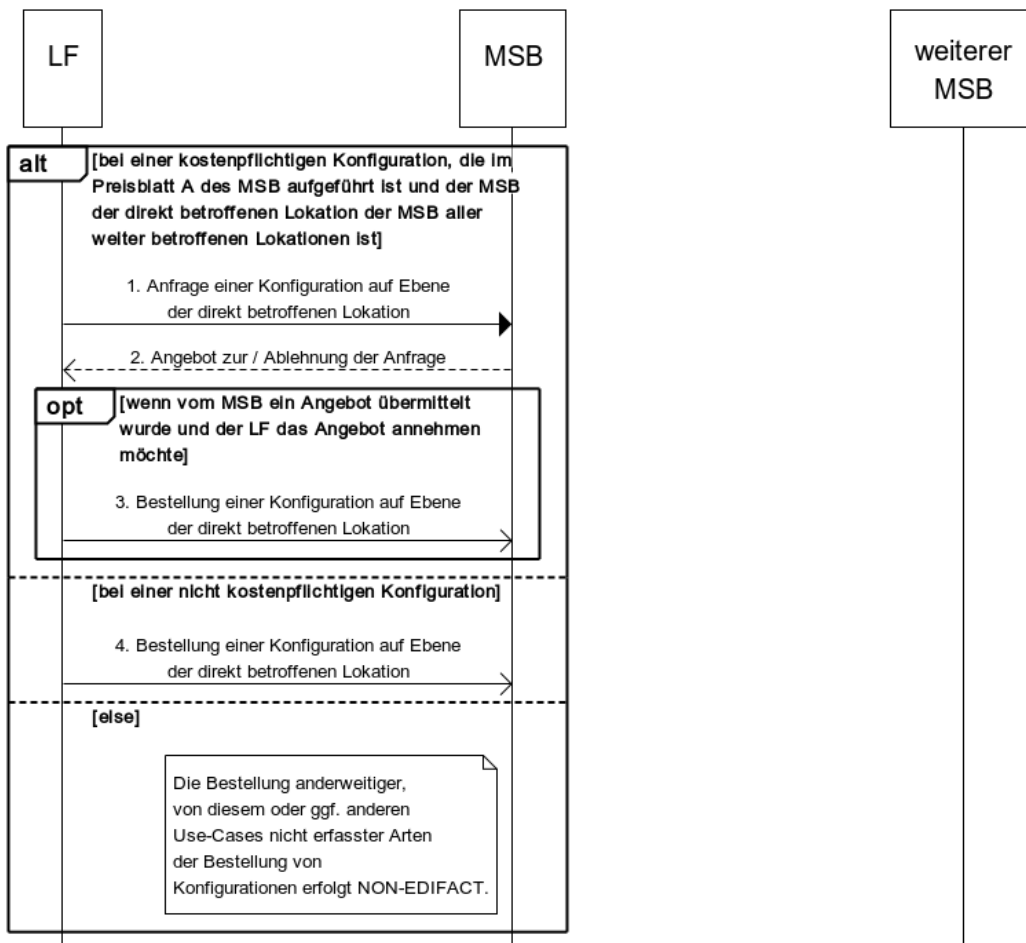 LF
MSB
weiterer
MSB
alt
[bei einer kostenpflichtigen Konfiguration, die im
Preisblatt A des MSB aufgeführt ist und der MSB
der direkt betroffenen Lokation der MSB aller
weiter betroffenen Lokationen ist]
1. Anfrage einer Konfiguration auf Ebene
der direkt betroffenen Lokation
2. Angebot zur / Ablehnung der Anfrage
opt
[wenn vom MSB ein Angebot übermittelt
wurde und der LF das Angebot annehmen
möchte]
3. Bestellung einer Konfiguration auf Ebene
der direkt betroffenen Lokation
[bei einer nicht kostenpflichtigen Konfiguration]
4. Bestellung einer Konfiguration auf Ebene
der direkt betroffenen Lokation
[else]
Die Bestellung anderweitiger,
von diesem oder ggf. anderen
Use-Cases nicht erfasster Arten
der Bestellung von
Konfigurationen erfolgt NON-EDIFACT.